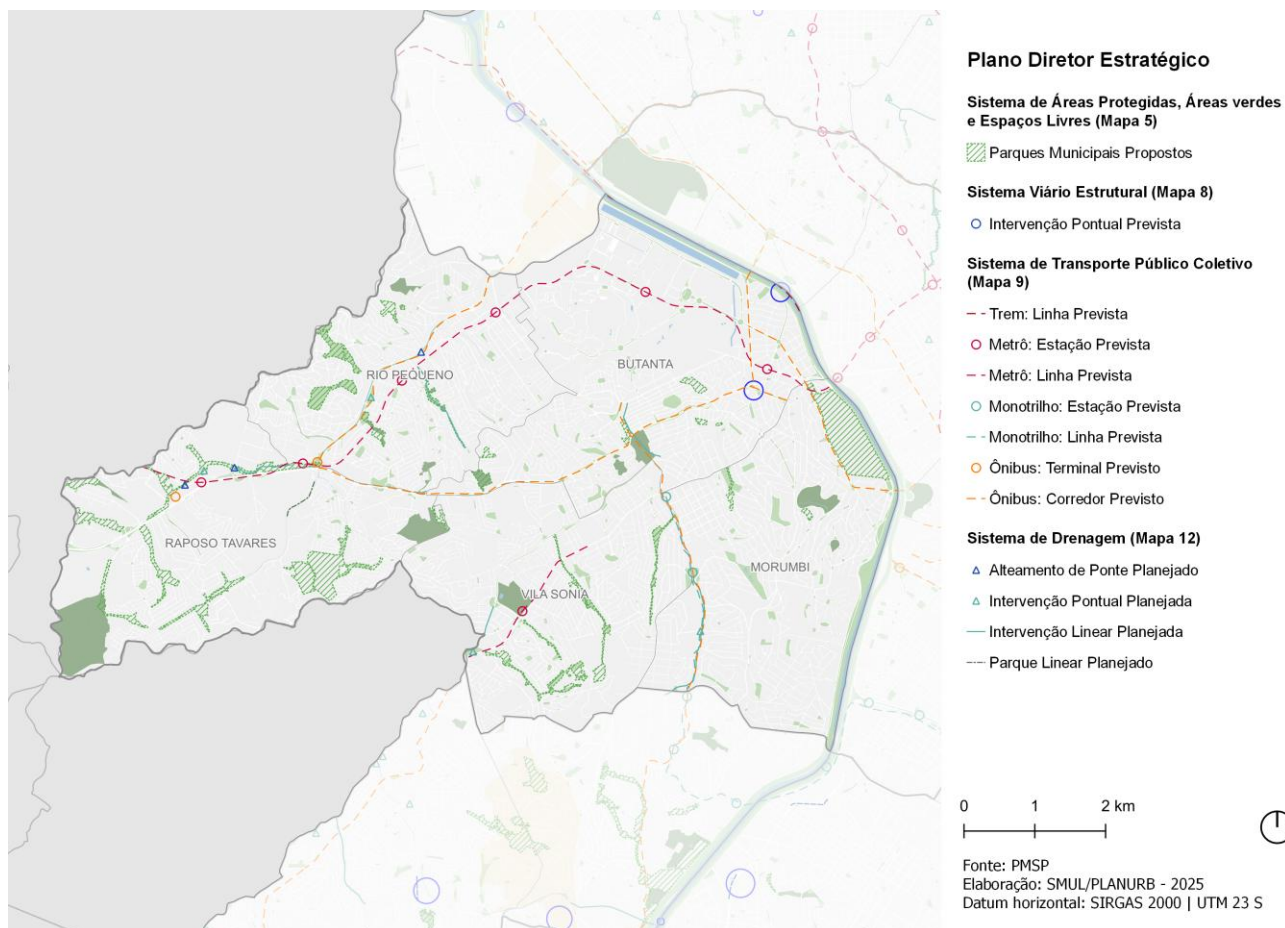 RIO PEQUENO
BUTANTA
RAPOSO TAVARES
VILA SONIA
MORUMBI
Plano Diretor Estratégico
Sistema de Áreas Protegidas, Áreas verdes
e Espaços Livres (Mapa 5)
Parques Municipais Propostos
Sistema Viário Estrutural (Mapa 8)
Intervenção Pontual Prevista
Sistema de Transporte Público Coletivo
(Mapa 9)
Trem: Linha Prevista
Metrô: Estação Prevista
Metrô: Linha Prevista
Monotrilho: Estação Prevista
Monotrilho: Linha Prevista
Ônibus: Terminal Previsto
Ônibus: Corredor Previsto
Sistema de Drenagem (Mapa 12)
Alteamento de Ponte Planejado
Intervenção Pontual Planejada
Intervenção Linear Planejada
Parque Linear Planejado
0 1 2 km
Fonte: PMSP
Elaboração: SMUL/PLANURB - 2025
Datum horizontal: SIRGAS 2000 | UTM 23 S